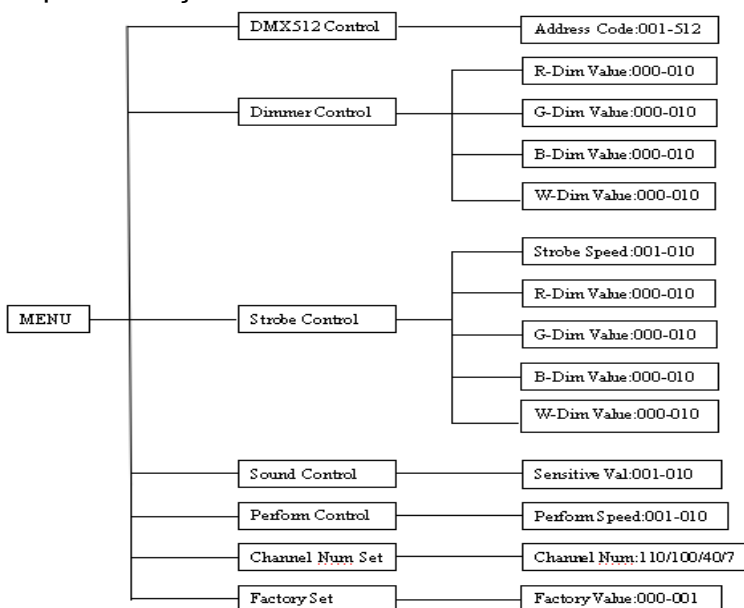 DMX512 Control
Address Code:001-512
Dimmer Control
R-Dim Value:000-010
G-Dim Value:000-010
B-Dim Value:000-010
W-Dim Value:000-010
MENU
Strobe Control
Strobe Speed:001-010
R-Dim Value:000-010
G-Dim Value:000-010
B-Dim Value:000-010
W-Dim Value:000-010
Sound Control
Sensitive Val:001-010
Perform Control
Perform Speed:001-010
Channel Num Set
Channel Num:110/100/40/7
Factory Set
Factory Value:000-001